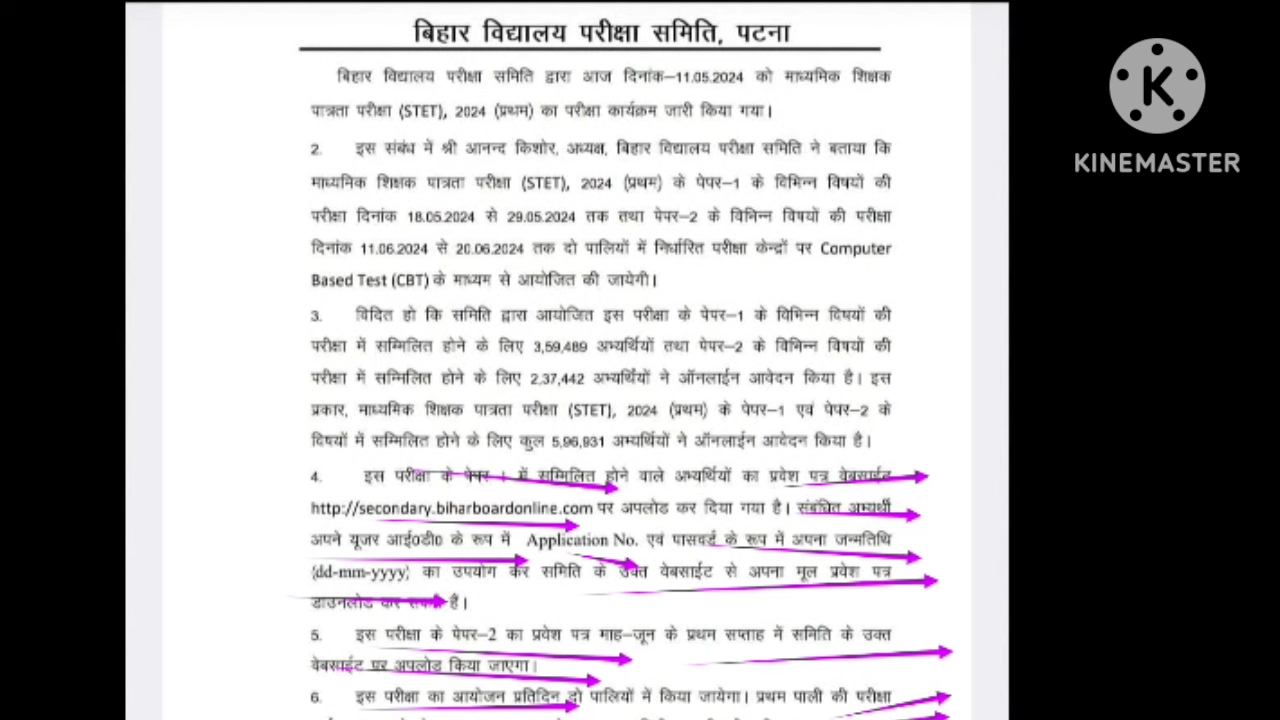 बिहार विद्यालय परीक्षा समिति, पटना
बिहार विद्यालय परीक्षा समिति द्वारा आज दिनांक–11.05.2024 को माध्यमिक शिक्षक
पात्रता परीक्षा (STET), 2024 (प्रथम) का परीक्षा कार्यक्रम जारी किया गया।
2. इस संबंध में श्री आनन्द किशोर, अध्यक्ष, बिहार विद्यालय परीक्षा समिति ने बताया कि
माध्यमिक शिक्षक पात्रता परीक्षा (STET), 2024 (प्रथम) के पेपर–1 के विभिन्न विषयों की
परीक्षा दिनांक 18.05.2024 से 29.05.2024 तक तथा पेपर–2 के विभिन्न विषयों की परीक्षा
दिनांक 11.06.2024 से 20.06.2024 तक दो पालियों में निर्धारित परीक्षा केन्द्रों पर Computer
Based Test (CBT) के माध्यम से आयोजित की जायेगी।
3. विदित हो कि समिति द्वारा आयोजित इस परीक्षा के पेपर–1 के विभिन्न विषयों की
परीक्षा में सम्मिलित होने के लिए 3,59,489 अभ्यर्थियों तथा पेपर–2 के विभिन्न विषयों की
परीक्षा में सम्मिलित होने के लिए 2,37,442 अभ्यर्थियों ने ऑनलाईन आवेदन किया है। इस
प्रकार, माध्यमिक शिक्षक पात्रता परीक्षा (STET), 2024 (प्रथम) के पेपर–1 एवं पेपर–2 के
विषयों में सम्मिलित होने के लिए कुल 5,96,931 अभ्यर्थियों ने ऑनलाईन आवेदन किया है।
4. इस परीक्षा के पेपर–1 में सम्मिलित होने वाले अभ्यर्थियों का प्रवेश पत्र वेबसाईट
http://secondary.biharboardonline.com पर अपलोड कर दिया गया है। संबंधित अभ्यर्थी
अपने यूजर आई०डी० के रूप में Application No. एवं पासवर्ड के रूप में अपना जन्मतिथि
{dd-mm-yyyy} का उपयोग कर समिति के उक्त वेबसाईट से अपना मूल प्रवेश पत्र
डाउनलोड कर सकते हैं।
5. इस परीक्षा के पेपर–2 का प्रवेश पत्र माह–जून के प्रथम सप्ताह में समिति के उक्त
वेबसाईट पर अपलोड किया जाएगा।
6. इस परीक्षा का आयोजन प्रतिदिन दो पालियों में किया जायेगा। प्रथम पाली की परीक्षा
KINEMASTER